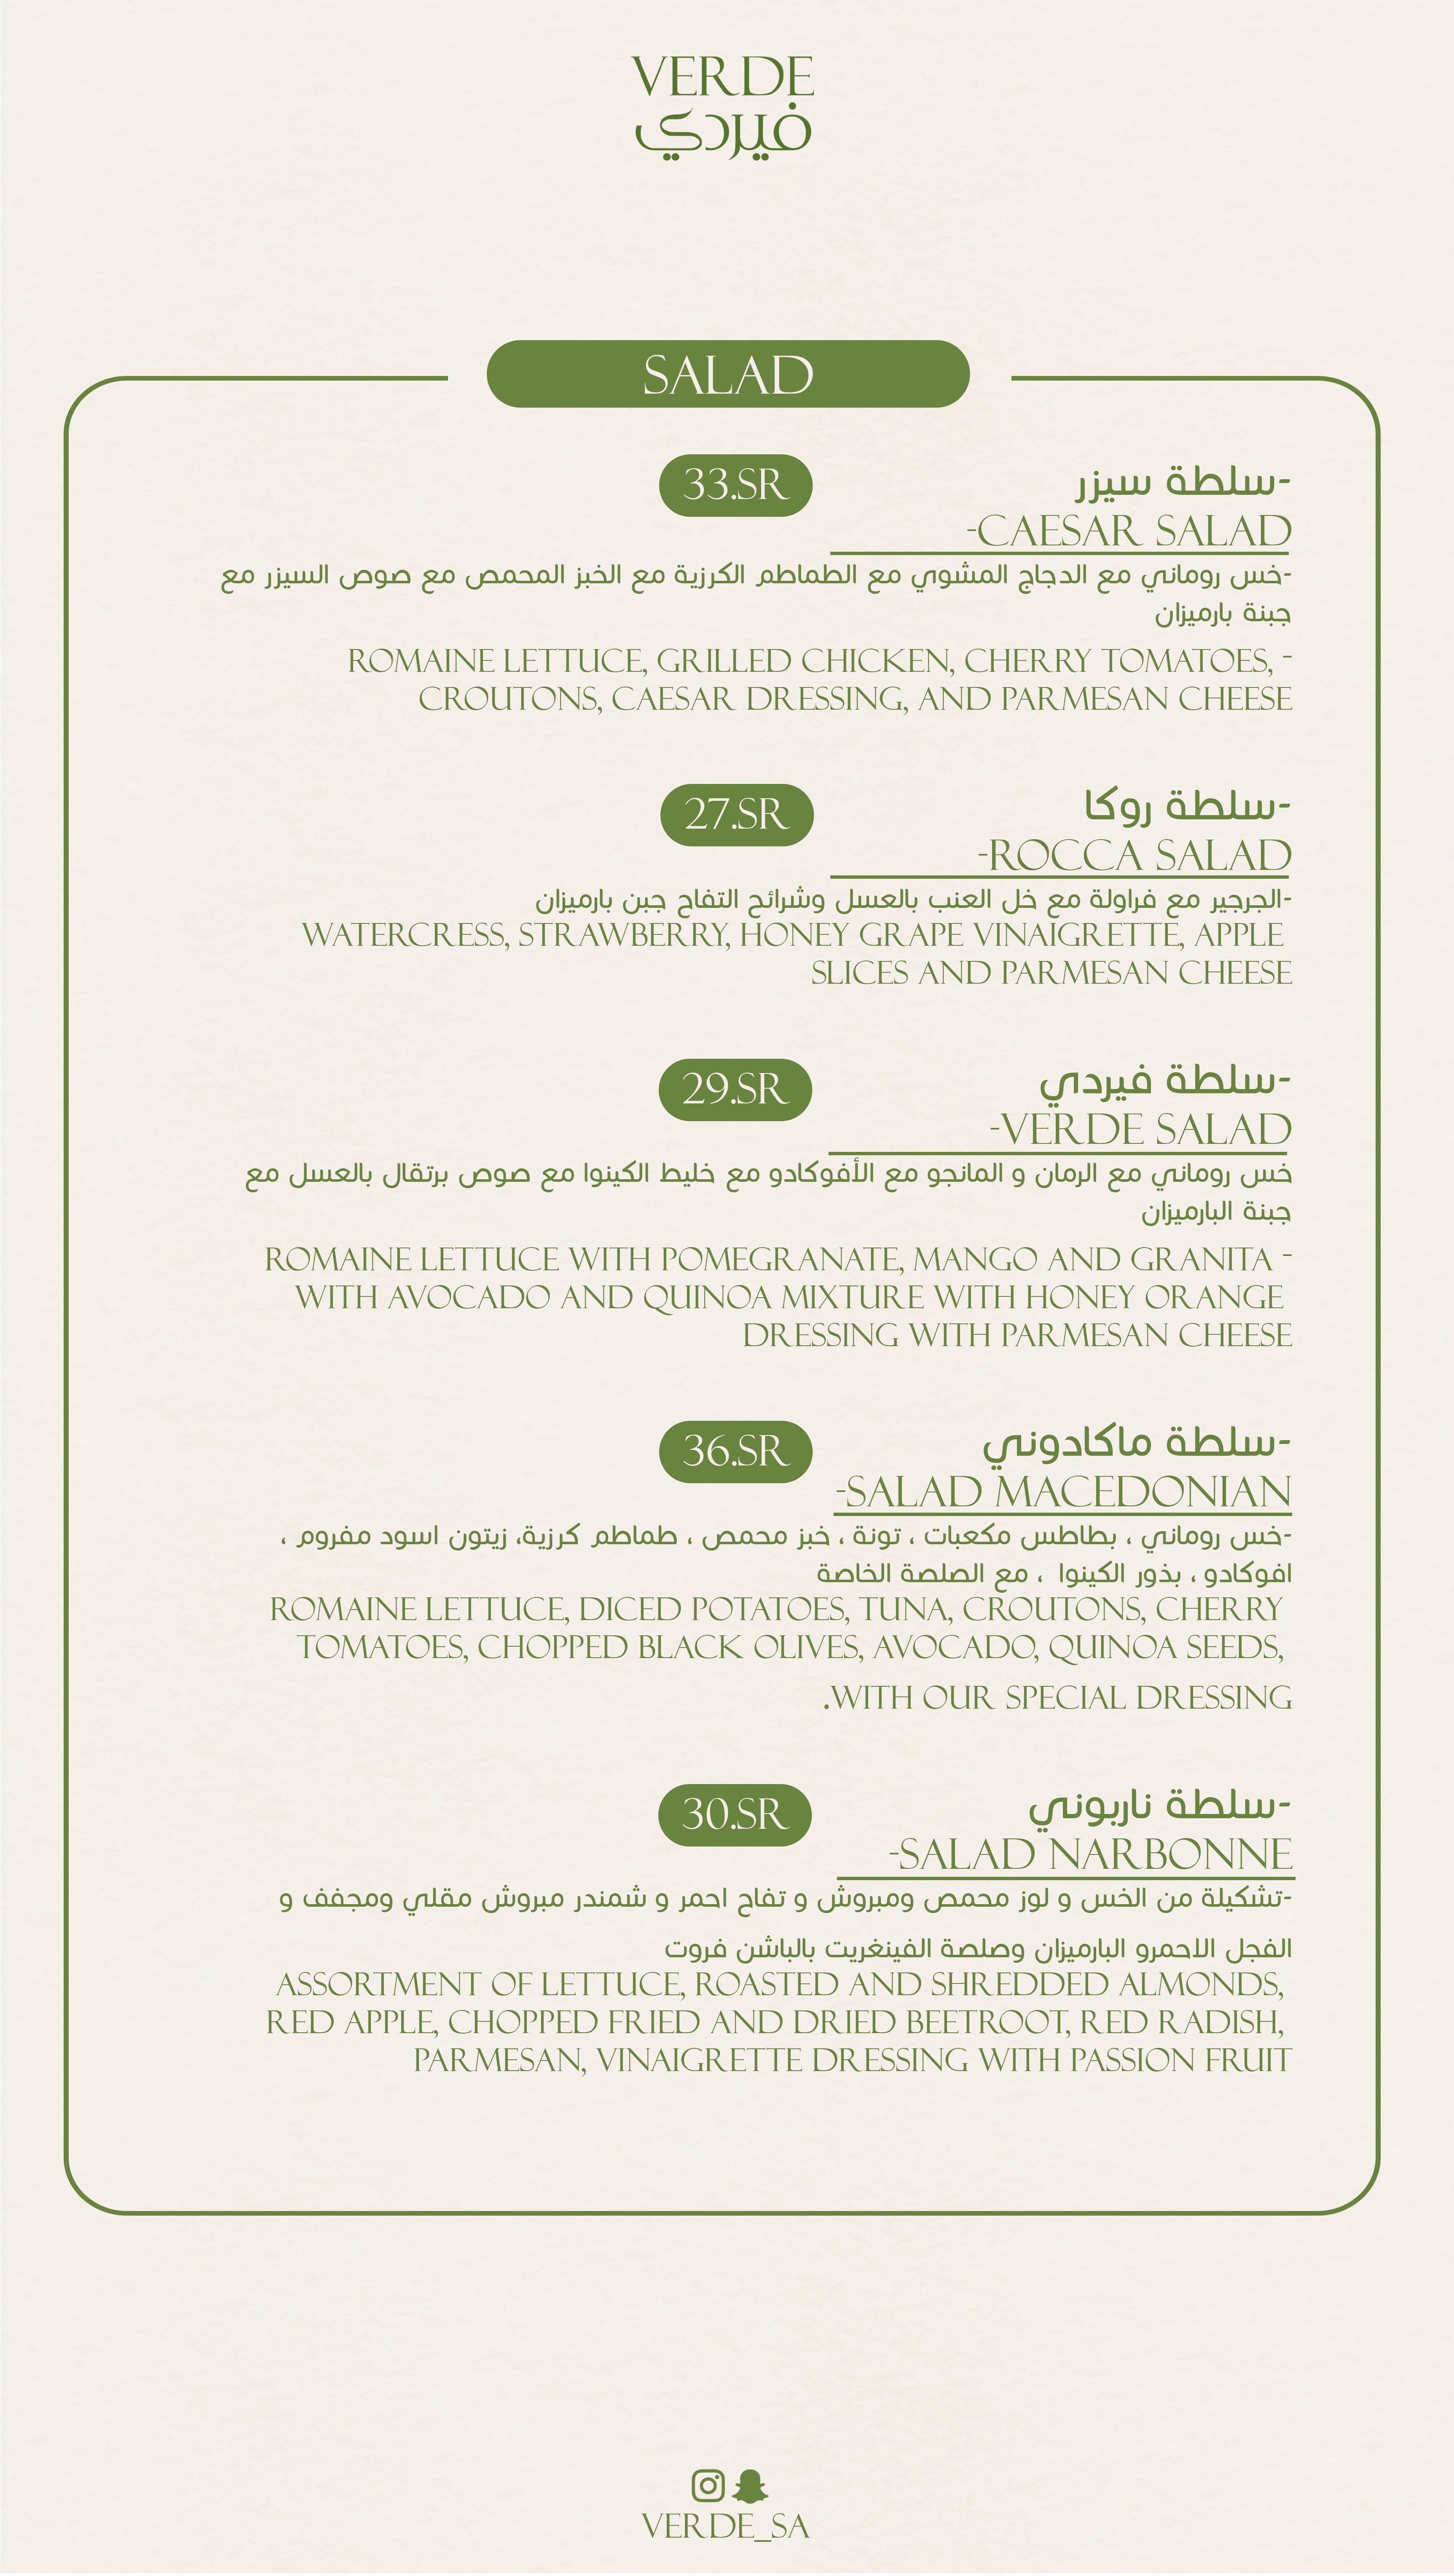 VERDE
فيردي
SALAD
33.SR
-سلطة سيزر
-CAESAR SALAD
-خس روماني مع الدجاج المشوي مع الطماطم الكرزية مع الخبز المحمص مع صوص السيزر مع
جبنة بارميزان
ROMAINE LETTUCE, GRILLED CHICKEN, CHERRY TOMATOES, -
CROUTONS, CAESAR DRESSING, AND PARMESAN CHEESE
27.SR
-سلطة روكا
-ROCCA SALAD
-الجرجير مع فراولة مع خل العنب بالعسل وشرائح التفاح جبن بارميزان
WATERCRESS, STRAWBERRY, HONEY GRAPE VINAIGRETTE, APPLE
SLICES AND PARMESAN CHEESE
29.SR
-سلطة فيردي
-VERDE SALAD
خس روماني مع الرمان و المانجو مع الأفوكادو مع خليط الكينوا مع صوص برتقال بالعسل مع
جبنة البارميزان
ROMAINE LETTUCE WITH POMEGRANATE, MANGO AND GRANITA -
WITH AVOCADO AND QUINOA MIXTURE WITH HONEY ORANGE
DRESSING WITH PARMESAN CHEESE
36.SR
-سلطة ماكادوني
-SALAD MACEDONIAN
-خس روماني ، بطاطس مكعبات ، تونة ، خبز محمص ، طماطم كرزية، زيتون اسود مفروم ،
افوكادو ، بذور الكينوا ، مع الصلصة الخاصة
ROMAINE LETTUCE, DICED POTATOES, TUNA, CROUTONS, CHERRY
TOMATOES, CHOPPED BLACK OLIVES, AVOCADO, QUINOA SEEDS,
.WITH OUR SPECIAL DRESSING
30.SR
-سلطة ناربوني
-SALAD NARBONNE
-تشكيلة من الخس و لوز محمص ومبروش و تفاح احمر و شمندر مبروش مقلي ومجفف و
الفجل الاحمرو البارميزان وصلصة الفينغريت بالباشن فروت
ASSORTMENT OF LETTUCE, ROASTED AND SHREDDED ALMONDS,
RED APPLE, CHOPPED FRIED AND DRIED BEETROOT, RED RADISH,
PARMESAN, VINAIGRETTE DRESSING WITH PASSION FRUIT
VERDE_SA